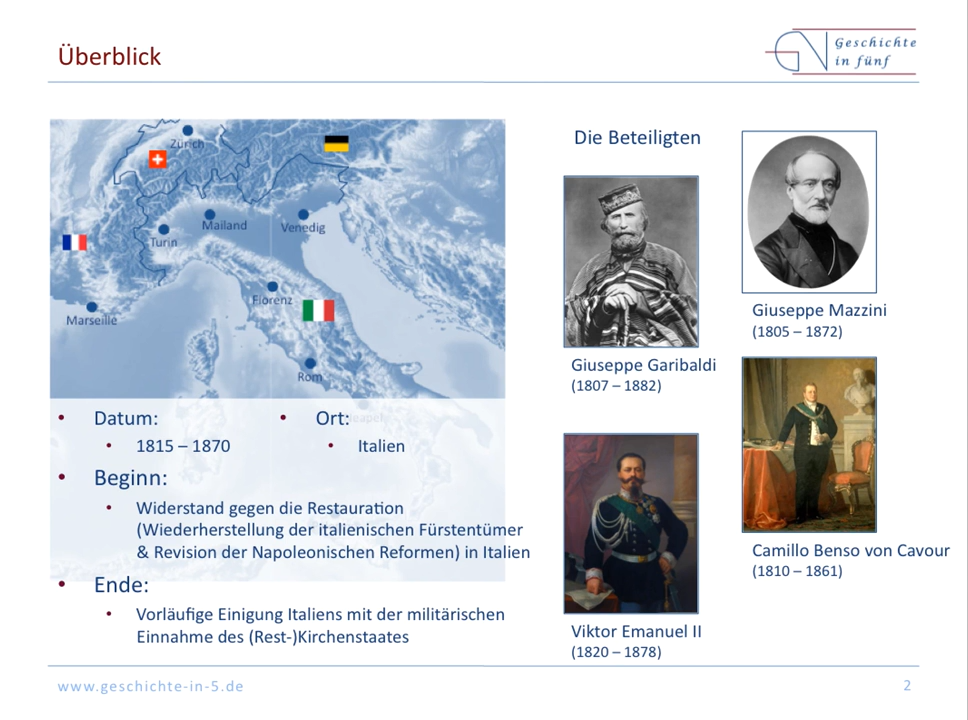 Überblick
Geschichte
in fünf
Zürich
Mailand
Venedig
Turin
Florenz
Marseille
Rom
• Datum:
• 1815 – 1870
• Ort:
• Italien
• Beginn:
• Widerstand gegen die Restauration
(Wiederherstellung der italienischen Fürstentümer
& Revision der Napoleonischen Reformen) in Italien
• Ende:
• Vorläufige Einigung Italiens mit der militärischen
Einnahme des (Rest-)Kirchenstaates
Die Beteiligten
Giuseppe Garibaldi
(1807 – 1882)
Giuseppe Mazzini
(1805 – 1872)
Viktor Emanuel II
(1820 – 1878)
Camillo Benso von Cavour
(1810 – 1861)
www.geschichte-in-5.de
2